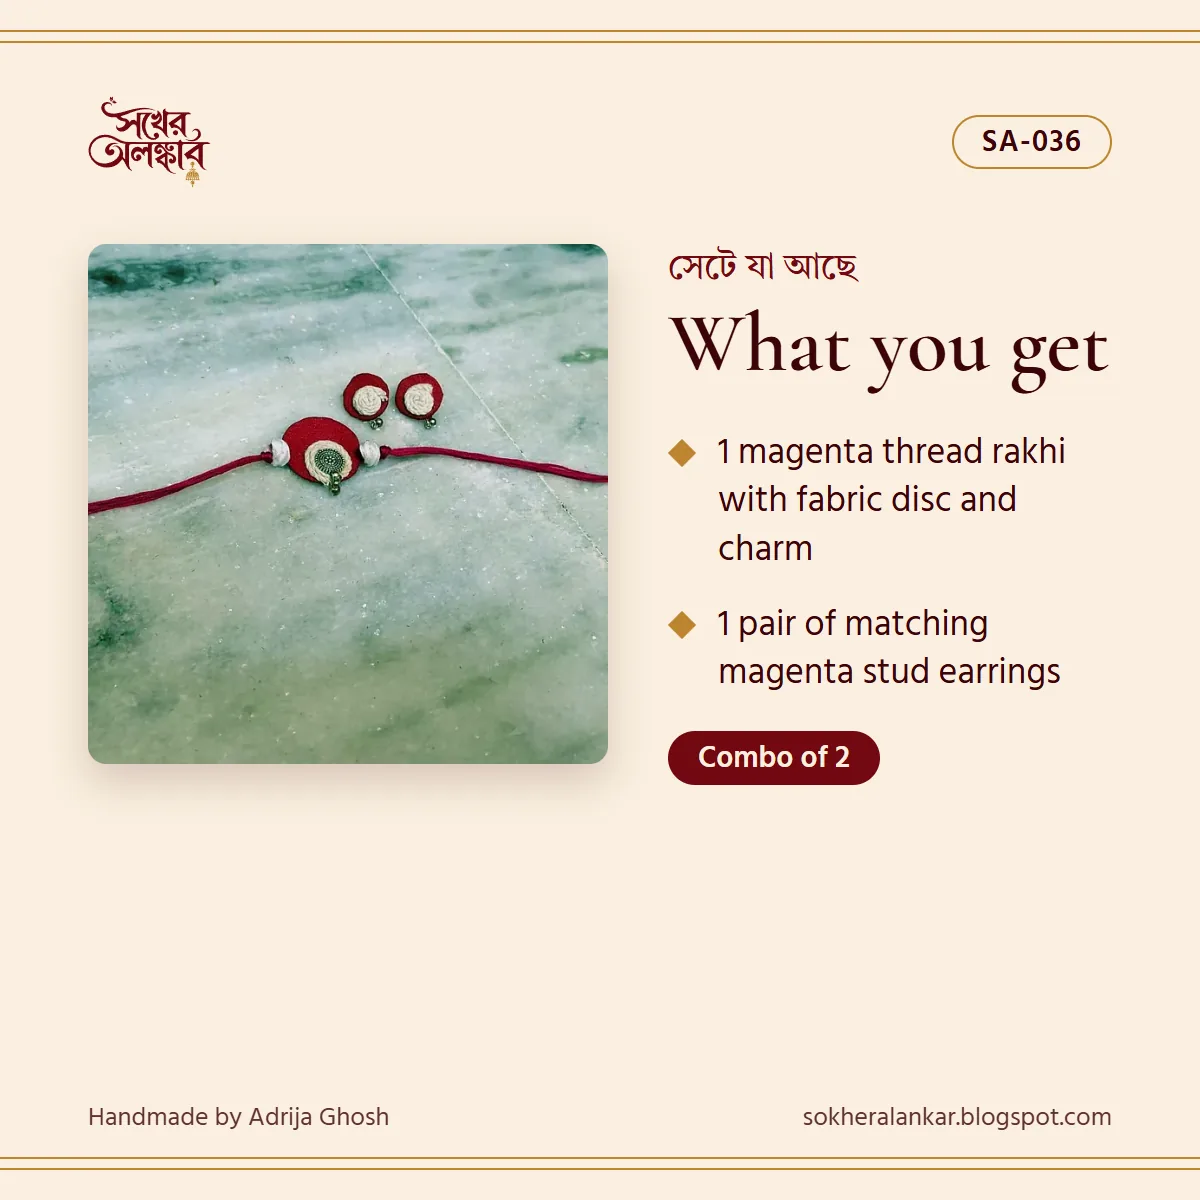 সখের
অলঙ্কার
SA-036
সেটে যা আছে
What you get
1 magenta thread rakhi
with fabric disc and
charm
1 pair of matching
magenta stud earrings
Combo of 2
Handmade by Adrija Ghosh
sokheralankar.blogspot.com